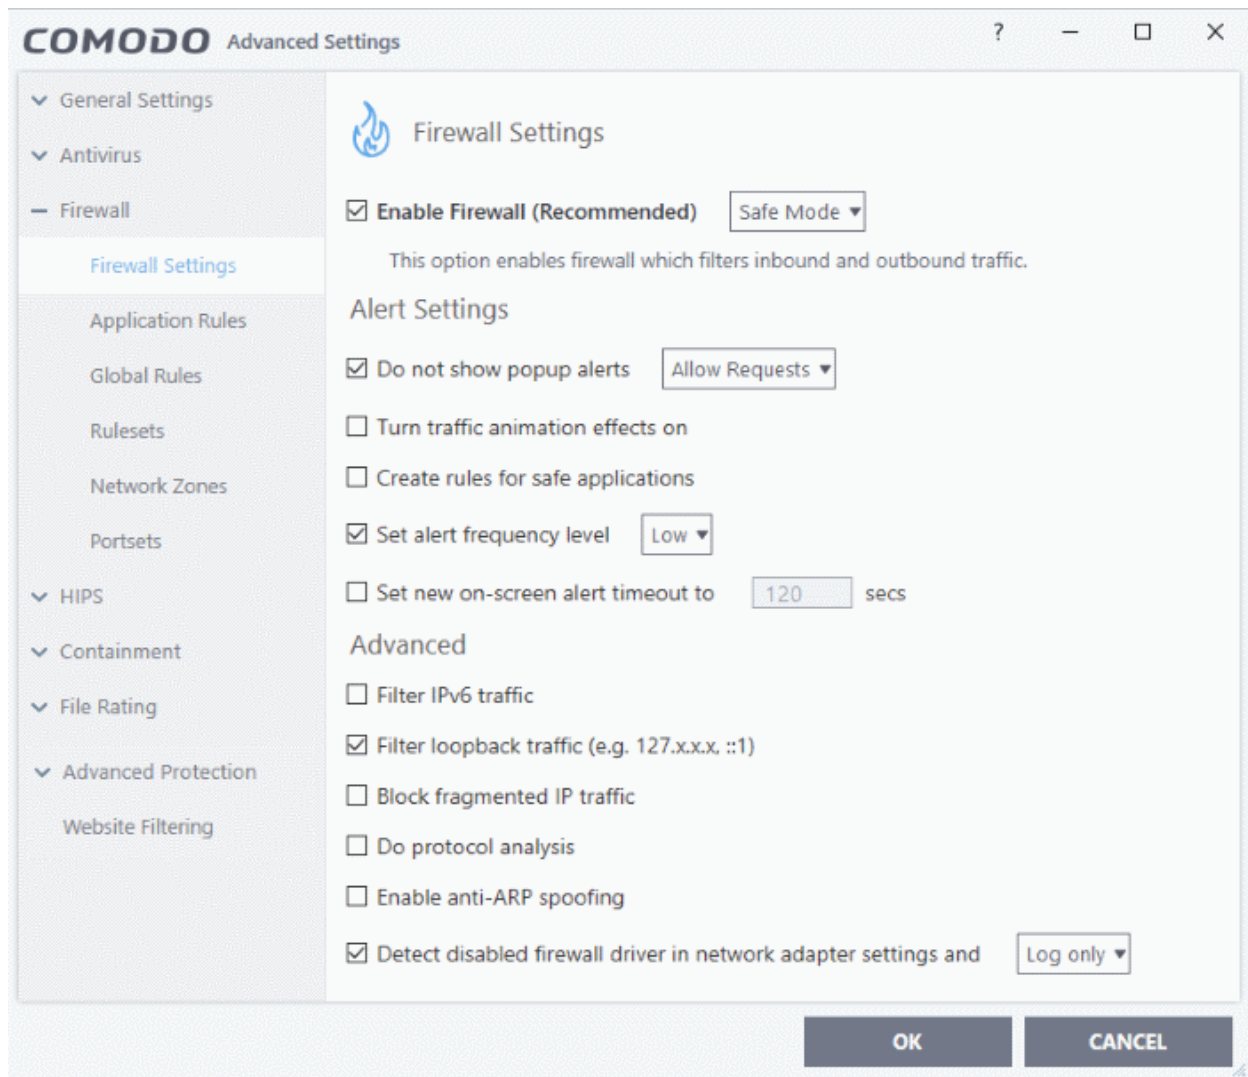 COMODO Advanced Settings ?
General Settings
Antivirus
Firewall
Firewall Settings
Application Rules
Global Rules
Rulesets
Network Zones
Portsets
HIPS
Containment
File Rating
Advanced Protection
Website Filtering
Firewall Settings
Enable Firewall (Recommended) Safe Mode
This option enables firewall which filters inbound and outbound traffic.
Alert Settings
Do not show popup alerts Allow Requests
Turn traffic animation effects on
Create rules for safe applications
Set alert frequency level Low
Set new on-screen alert timeout to 120 secs
Advanced
Filter IPv6 traffic
Filter loopback traffic (e.g. 127.x.x.x, ::1)
Block fragmented IP traffic
Do protocol analysis
Enable anti-ARP spoofing
Detect disabled firewall driver in network adapter settings and Log only
OK CANCEL